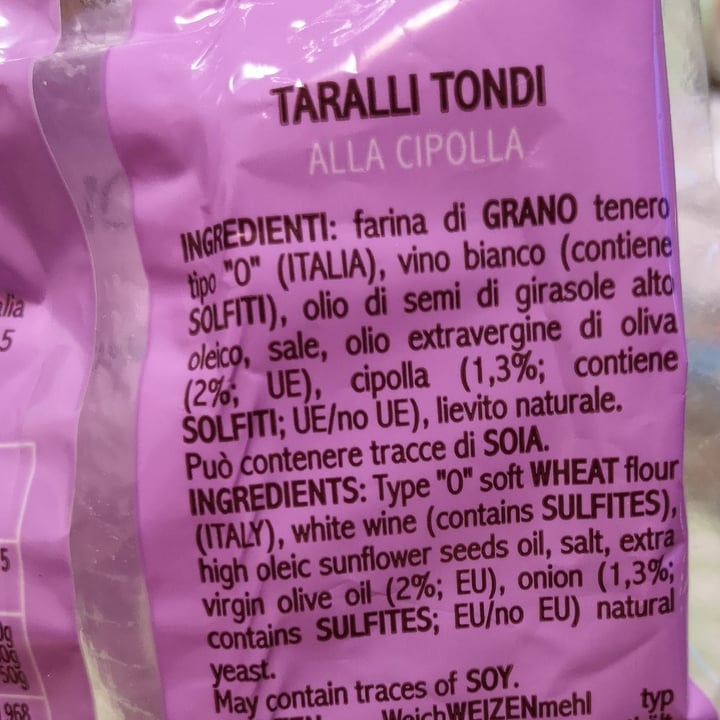 TARALLI TONDI
ALLA CIPOLLA
INGREDIENTI: farina di GRANO tenero
tipo "0" (ITALIA), vino bianco (contiene
SOLFITI), olio di semi di girasole alto
oleico, sale, olio extravergine di oliva
(2%; UE), cipolla (1,3%; contiene
SOLFITI; UE/no UE), lievito naturale.
Può contenere tracce di SOIA.
INGREDIENTS: Type "0" soft WHEAT flour
(ITALY), white wine (contains SULFITES),
high oleic sunflower seeds oil, salt, extra
virgin olive oil (2%; EU), onion (1,3%;
contains SULFITES; EU/no EU) natural
yeast.
May contain traces of SOY.
WeichWEIZENmehl typ
5
5
968